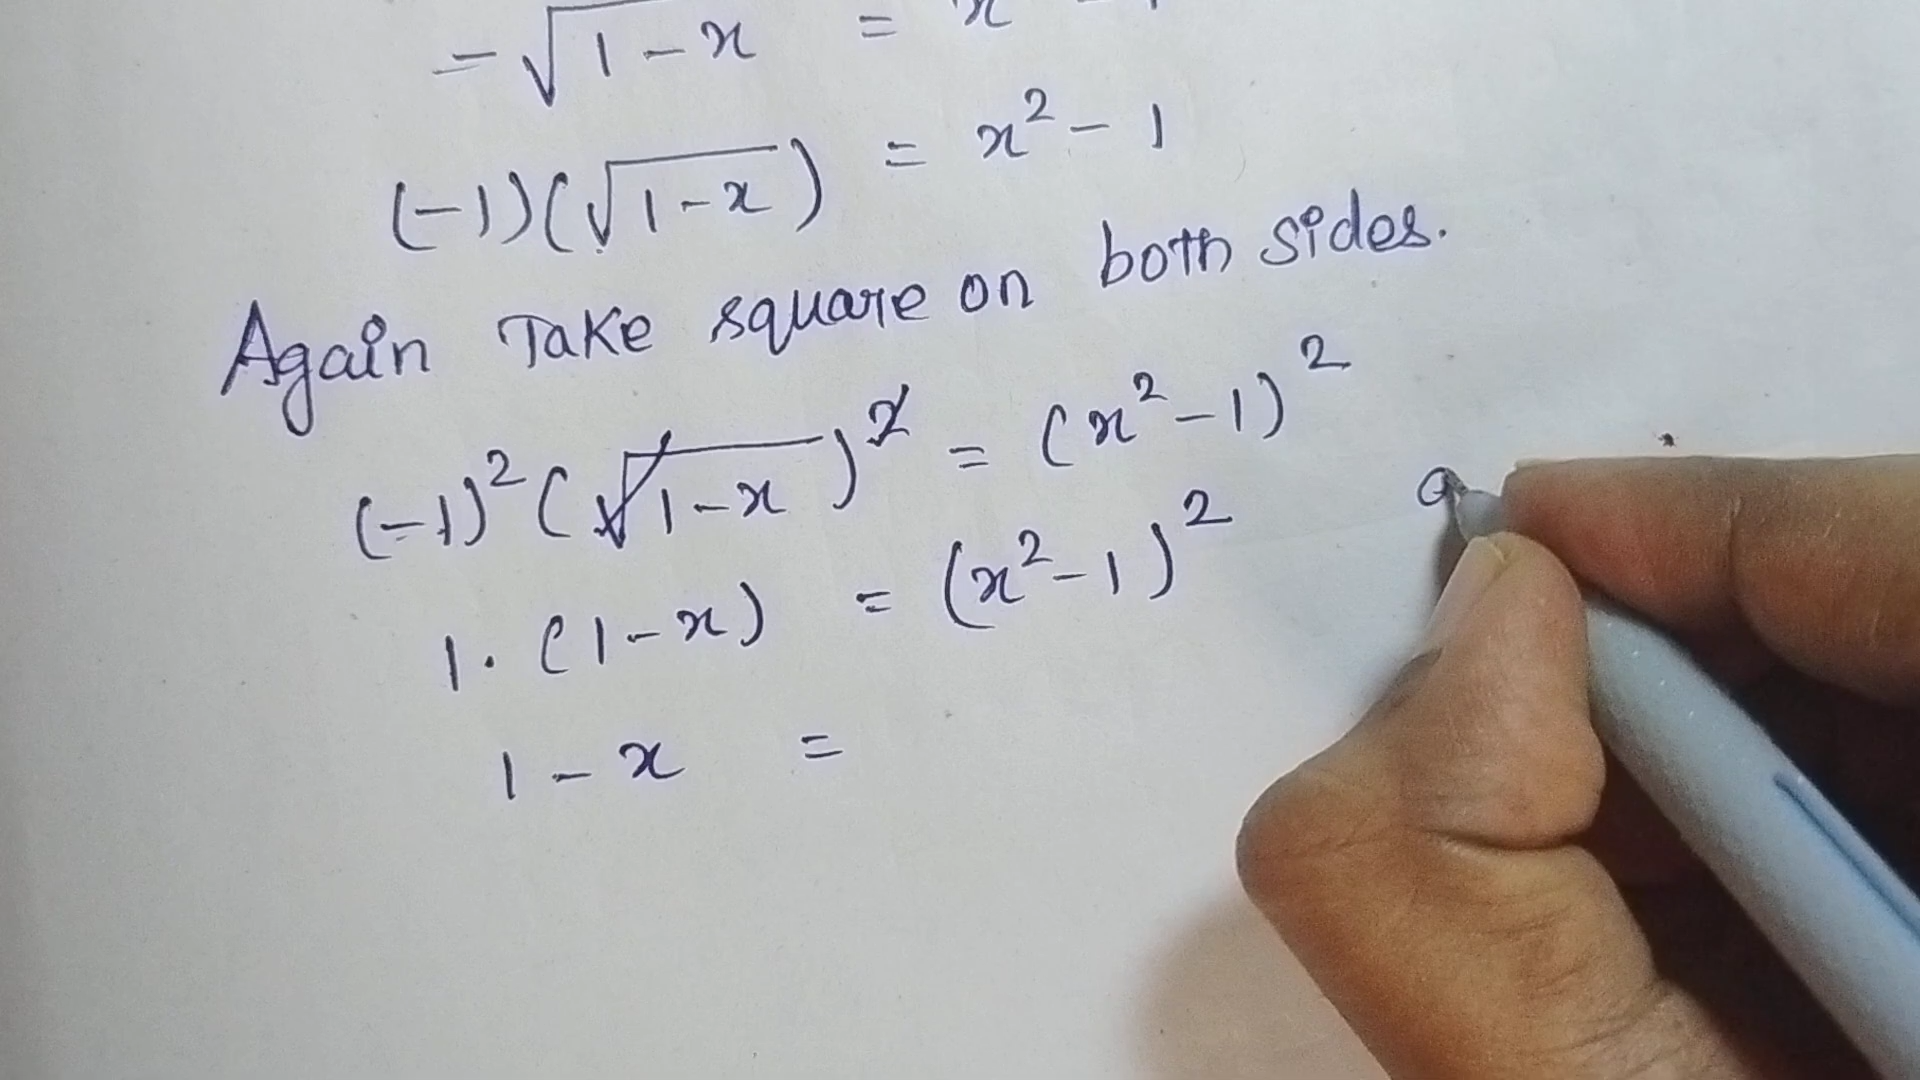 -√1-x = x
(-1)(√1-x) = x²-1
Again Take square on both sides.
(-1)²(√1-x)² = (x²-1)²
1.(1-x) = (x²-1)²
a
1-x =